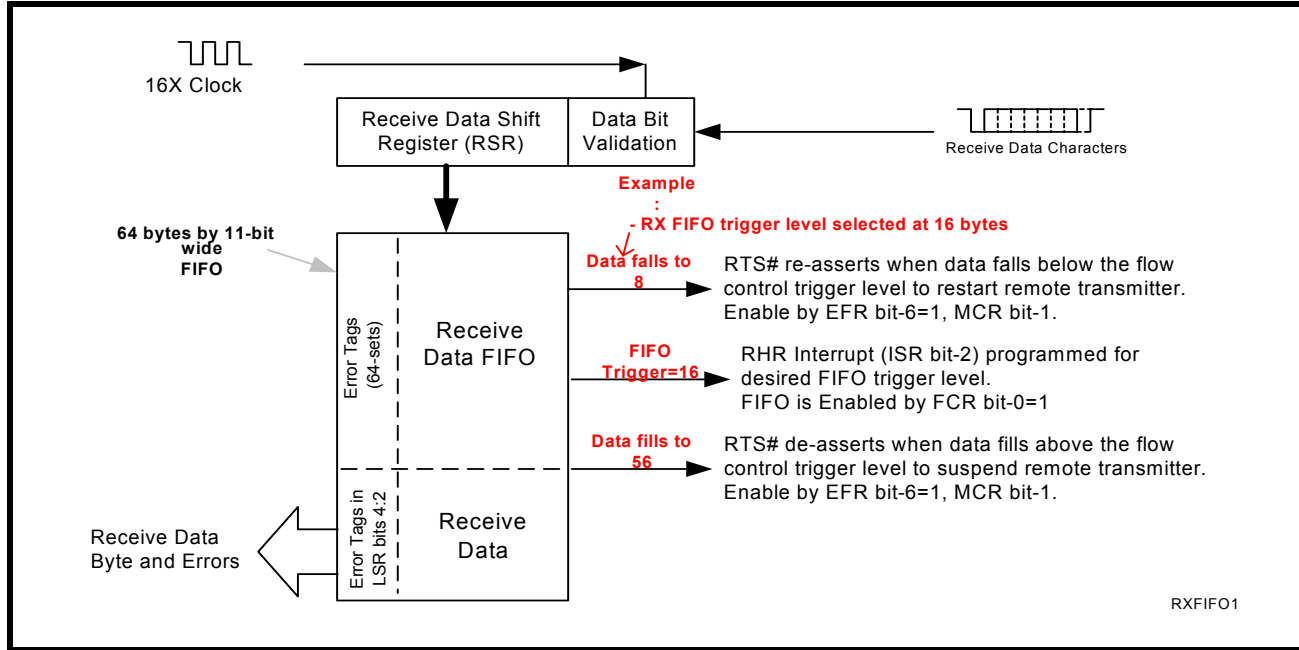 16X Clock
Receive Data Shift
Register (RSR)
Data Bit
Validation
Receive Data Characters
Example
:
- RX FIFO trigger level selected at 16 bytes
64 bytes by 11-bit
wide
FIFO
Data falls to
8
RTS# re-asserts when data falls below the flow
control trigger level to restart remote transmitter.
Enable by EFR bit-6=1, MCR bit-1.
Error Tags
(64-sets)
Receive
Data FIFO
FIFO
Trigger=16
RHR Interrupt (ISR bit-2) programmed for
desired FIFO trigger level.
FIFO is Enabled by FCR bit-0=1
Data fills to
56
RTS# de-asserts when data fills above the flow
control trigger level to suspend remote transmitter.
Enable by EFR bit-6=1, MCR bit-1.
Error Tags in
LSR bits 4:2
Receive
Data
Receive Data
Byte and Errors
RXFIFO1